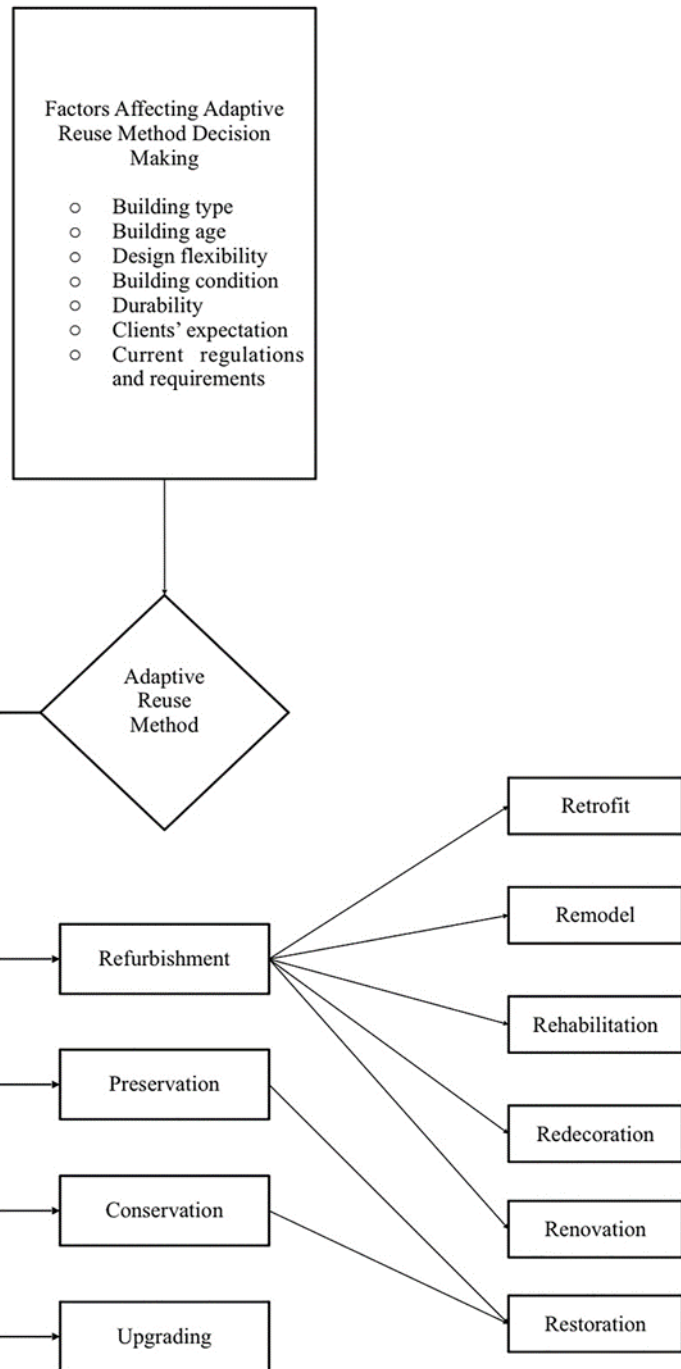 Factors Affecting Adaptive
Reuse Method Decision
Making
○ Building type
○ Building age
○ Design flexibility
○ Building condition
○ Durability
○ Clients’ expectation
○ Current regulations
and requirements
Adaptive
Reuse
Method
Retrofit
Remodel
Refurbishment
Rehabilitation
Preservation
Redecoration
Conservation
Renovation
Restoration
Upgrading